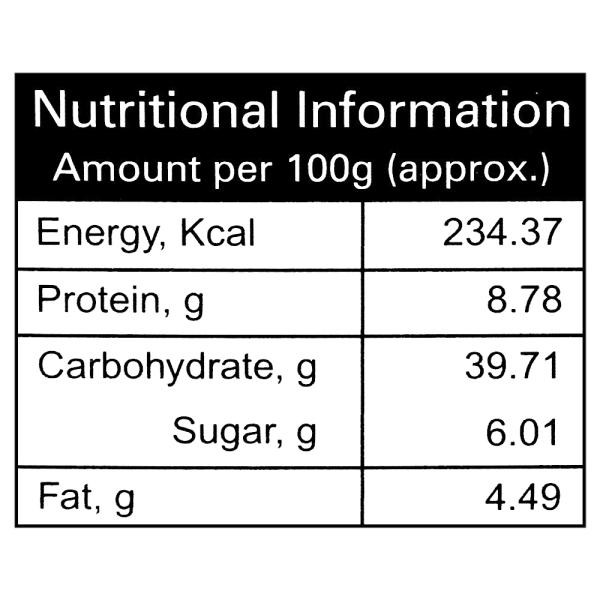 Nutritional Information
Amount per 100g (approx.)
Energy, Kcal 234.37
Protein, g 8.78
Carbohydrate, g 39.71
Sugar, g 6.01
Fat, g 4.49